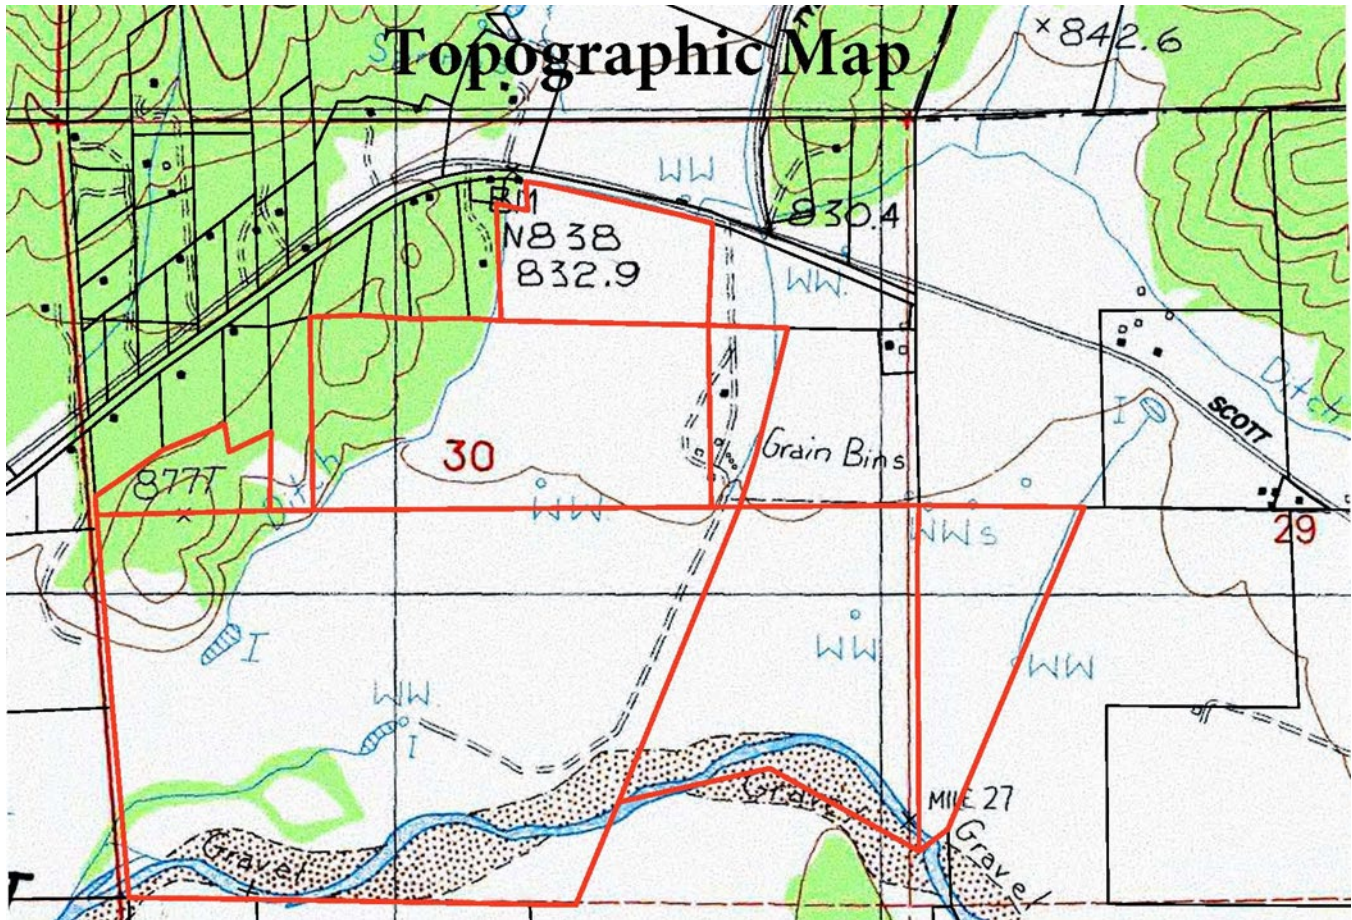 Topographic Map
×842.6
WW
BM
830.4
N838
832.9
WW.
Ditch
SCOTT
I
30
Grain Bins
877T
Ditch
WW.
WWs
29
I
WW
WW
WW.
I
MILE 27
Gravel
Gravel
Gravel
T